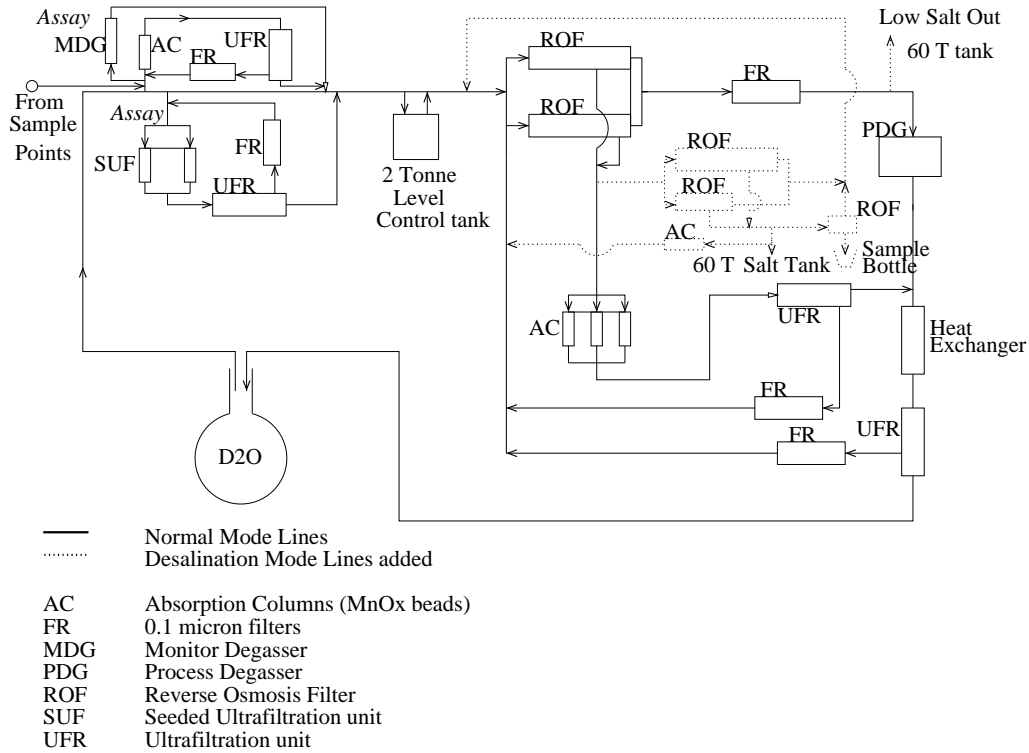 Assay
MDG
AC
UFR
FR
From
Sample
Points
Assay
SUF
FR
UFR
2 Tonne
Level
Control tank
ROF
ROF
FR
Low Salt Out
60 T tank
PDG
ROF
ROF
ROF
AC
60 T Salt Tank
Sample
Bottle
AC
UFR
Heat
Exchanger
FR
FR
UFR
D2O
Normal Mode Lines
Desalination Mode Lines added
AC Absorption Columns (MnOx beads)
FR 0.1 micron filters
MDG Monitor Degasser
PDG Process Degasser
ROF Reverse Osmosis Filter
SUF Seeded Ultrafiltration unit
UFR Ultrafiltration unit